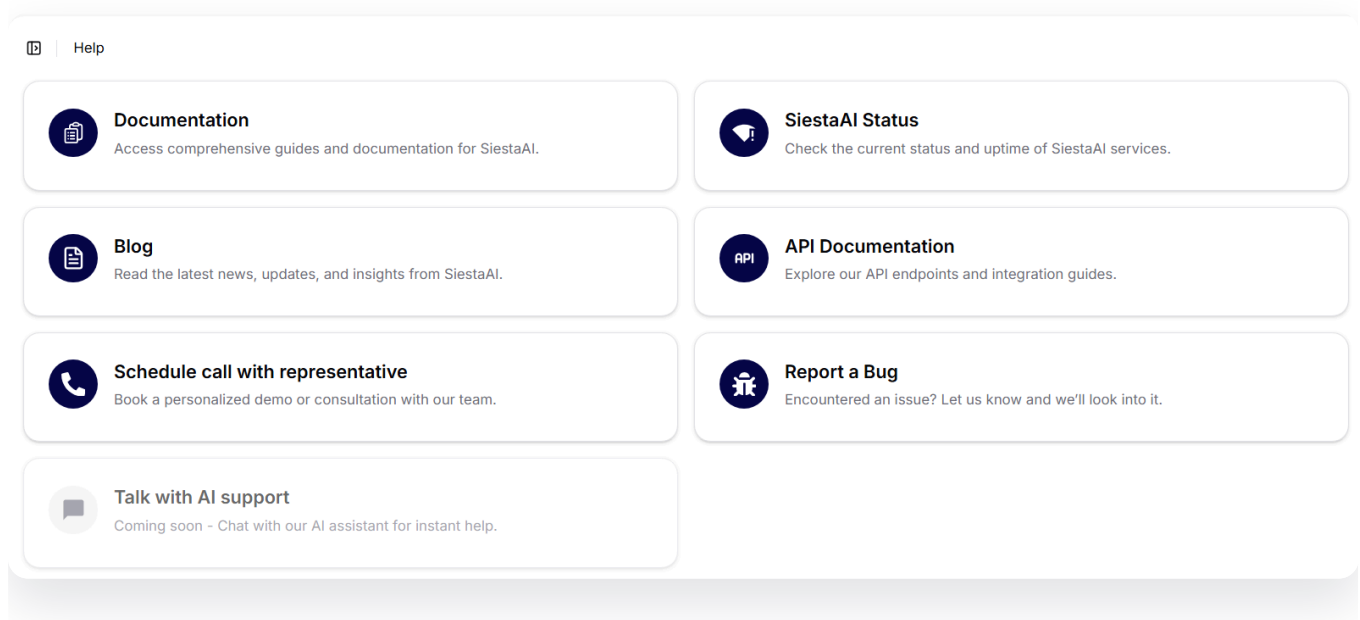 Help
Documentation
Access comprehensive guides and documentation for SiestaAI.
SiestaAI Status
Check the current status and uptime of SiestaAI services.
Blog
Read the latest news, updates, and insights from SiestaAI.
API
API Documentation
Explore our API endpoints and integration guides.
Schedule call with representative
Book a personalized demo or consultation with our team.
Report a Bug
Encountered an issue? Let us know and we’ll look into it.
Talk with AI support
Coming soon - Chat with our AI assistant for instant help.